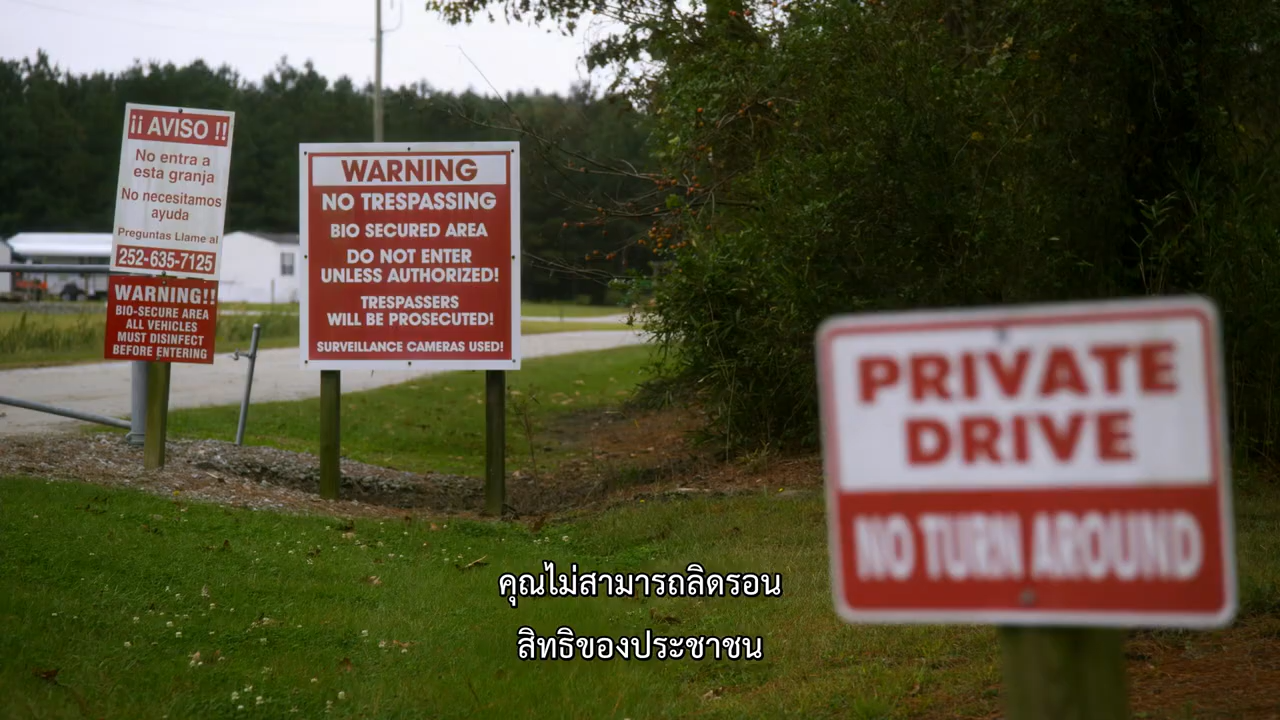 ¡¡ AVISO !!
No entra a
esta granja
No necesitamos
ayuda
Preguntas Llame al
252-635-7125
WARNING!!
BIO-SECURE AREA
ALL VEHICLES
MUST DISINFECT
BEFORE ENTERING
WARNING
NO TRESPASSING
BIO SECURED AREA
DO NOT ENTER
UNLESS AUTHORIZED!
TRESPASSERS
WILL BE PROSECUTED!
SURVEILLANCE CAMERAS USED!
PRIVATE
DRIVE
NO TURN AROUND
คุณไม่สามารถลิดรอน
สิทธิของประชาชน